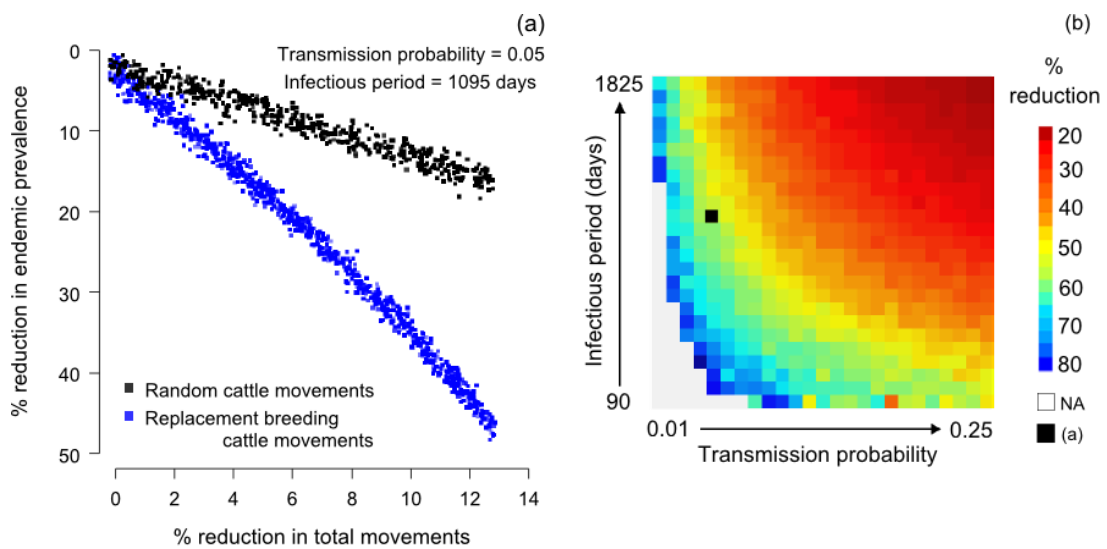 (a)
Transmission probability = 0.05
Infectious period = 1095 days
% reduction in endemic prevalence
0
10
20
30
40
50
Random cattle movements
Replacement breeding
cattle movements
0 2 4 6 8 10 12 14
% reduction in total movements
(b)
Infectious period (days)
1825
90
0.01 0.25
Transmission probability
%
reduction
20
30
40
50
60
70
80
NA
(a)